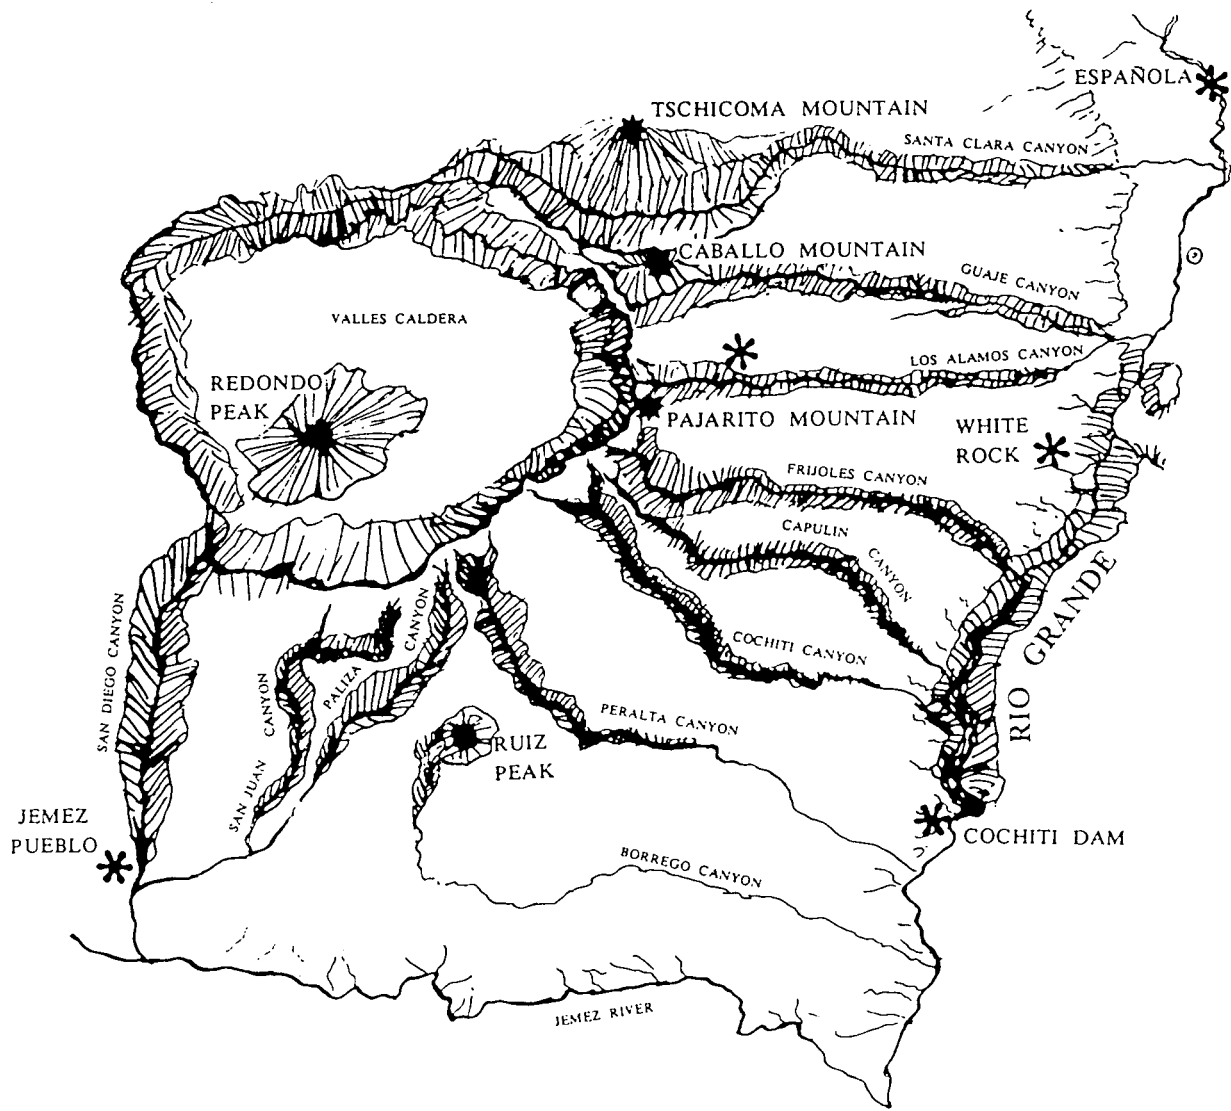 ESPAÑOLA
TSCHICOMA MOUNTAIN
SANTA CLARA CANYON
CABALLO MOUNTAIN
GUAJE CANYON
VALLES CALDERA
LOS ALAMOS CANYON
REDONDO
PEAK
PAJARITO MOUNTAIN
WHITE
ROCK
FRIJOLES CANYON
CAPULIN
CANYON
RIO GRANDE
SAN DIEGO CANYON
PALIZA CANYON
COCHITI CANYON
SAN JUAN CANYON
PERALTA CANYON
RUIZ
PEAK
JEMEZ
PUEBLO
COCHITI DAM
BORREGO CANYON
JEMEZ RIVER